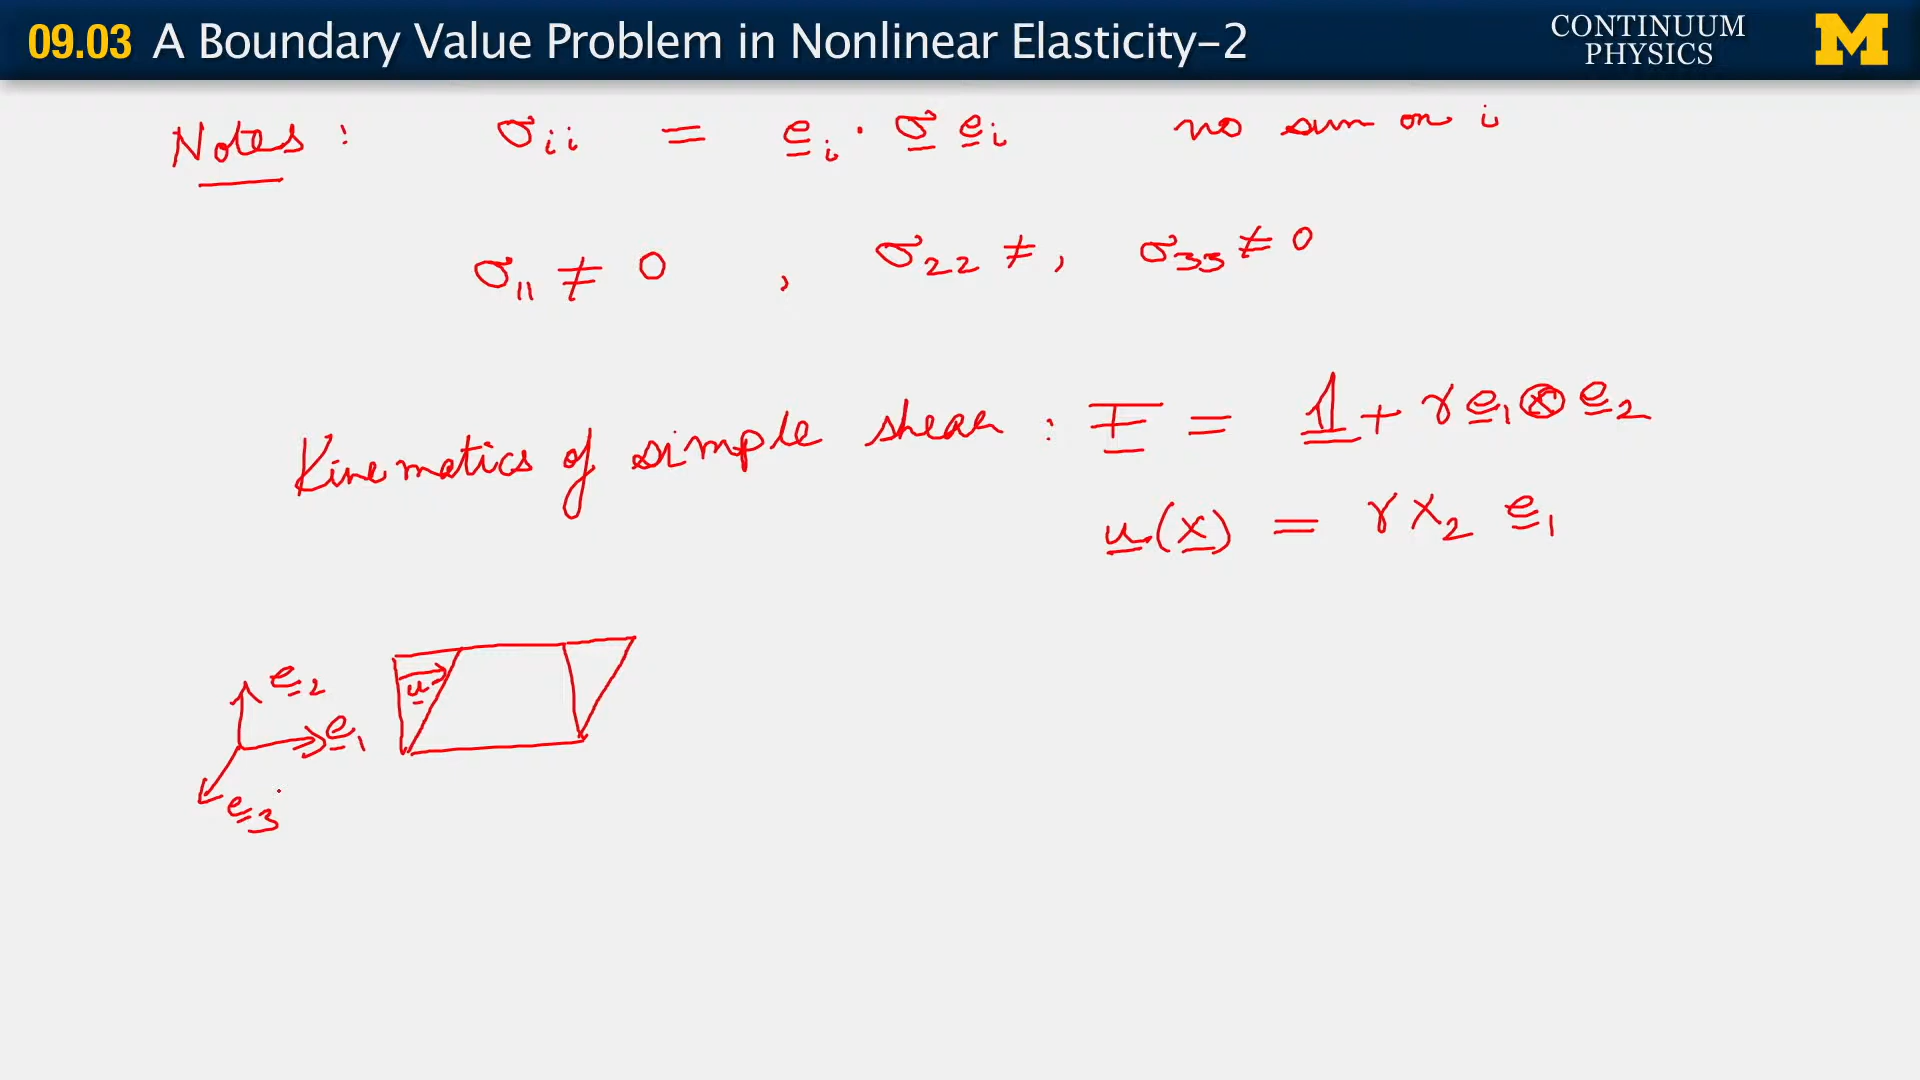 09.03 A Boundary Value Problem in Nonlinear Elasticity-2
CONTINUUM
PHYSICS
M
Notes : σ_ii = e_i · σ e_i no sum on i
σ_11 ≠ 0 , σ_22 ≠ , σ_33 ≠ 0
Kinematics of simple shear : F = 1 + γ e_1 ⊗ e_2
u(X) = γ X_2 e_1
e_2
u
e_1
e_3